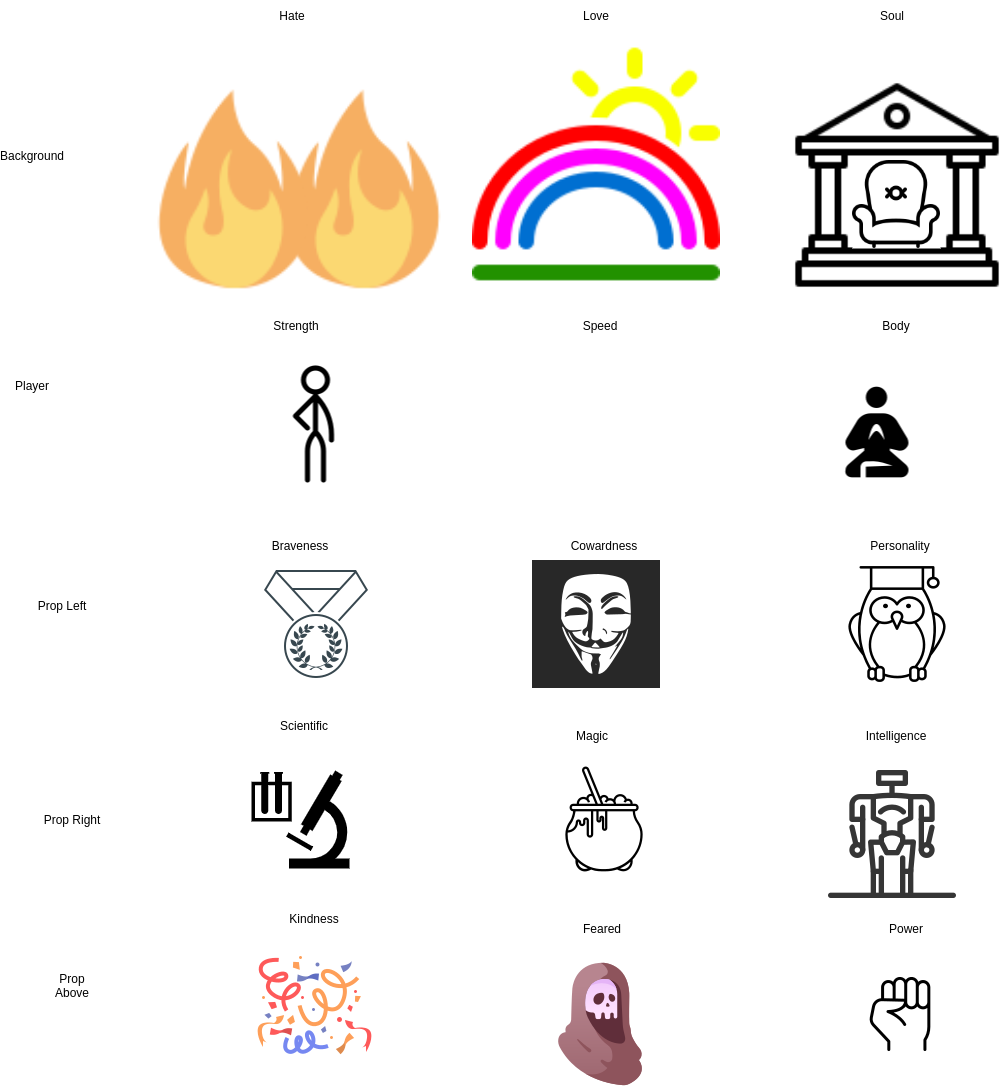 Hate
Love
Soul
Background
Strength
Speed
Body
Player
Braveness
Cowardness
Personality
Prop Left
Scientific
Magic
Intelligence
Prop Right
Kindness
Feared
Power
Prop
Above